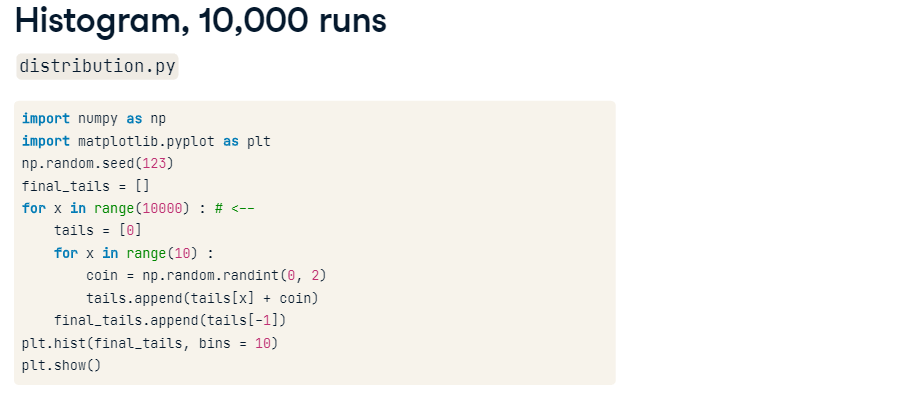 Histogram, 10,000 runs
distribution.py
import numpy as np
import matplotlib.pyplot as plt
np.random.seed(123)
final_tails = []
for x in range(10000) : # <--
    tails = [0]
    for x in range(10) :
        coin = np.random.randint(0, 2)
        tails.append(tails[x] + coin)
    final_tails.append(tails[-1])
plt.hist(final_tails, bins = 10)
plt.show()